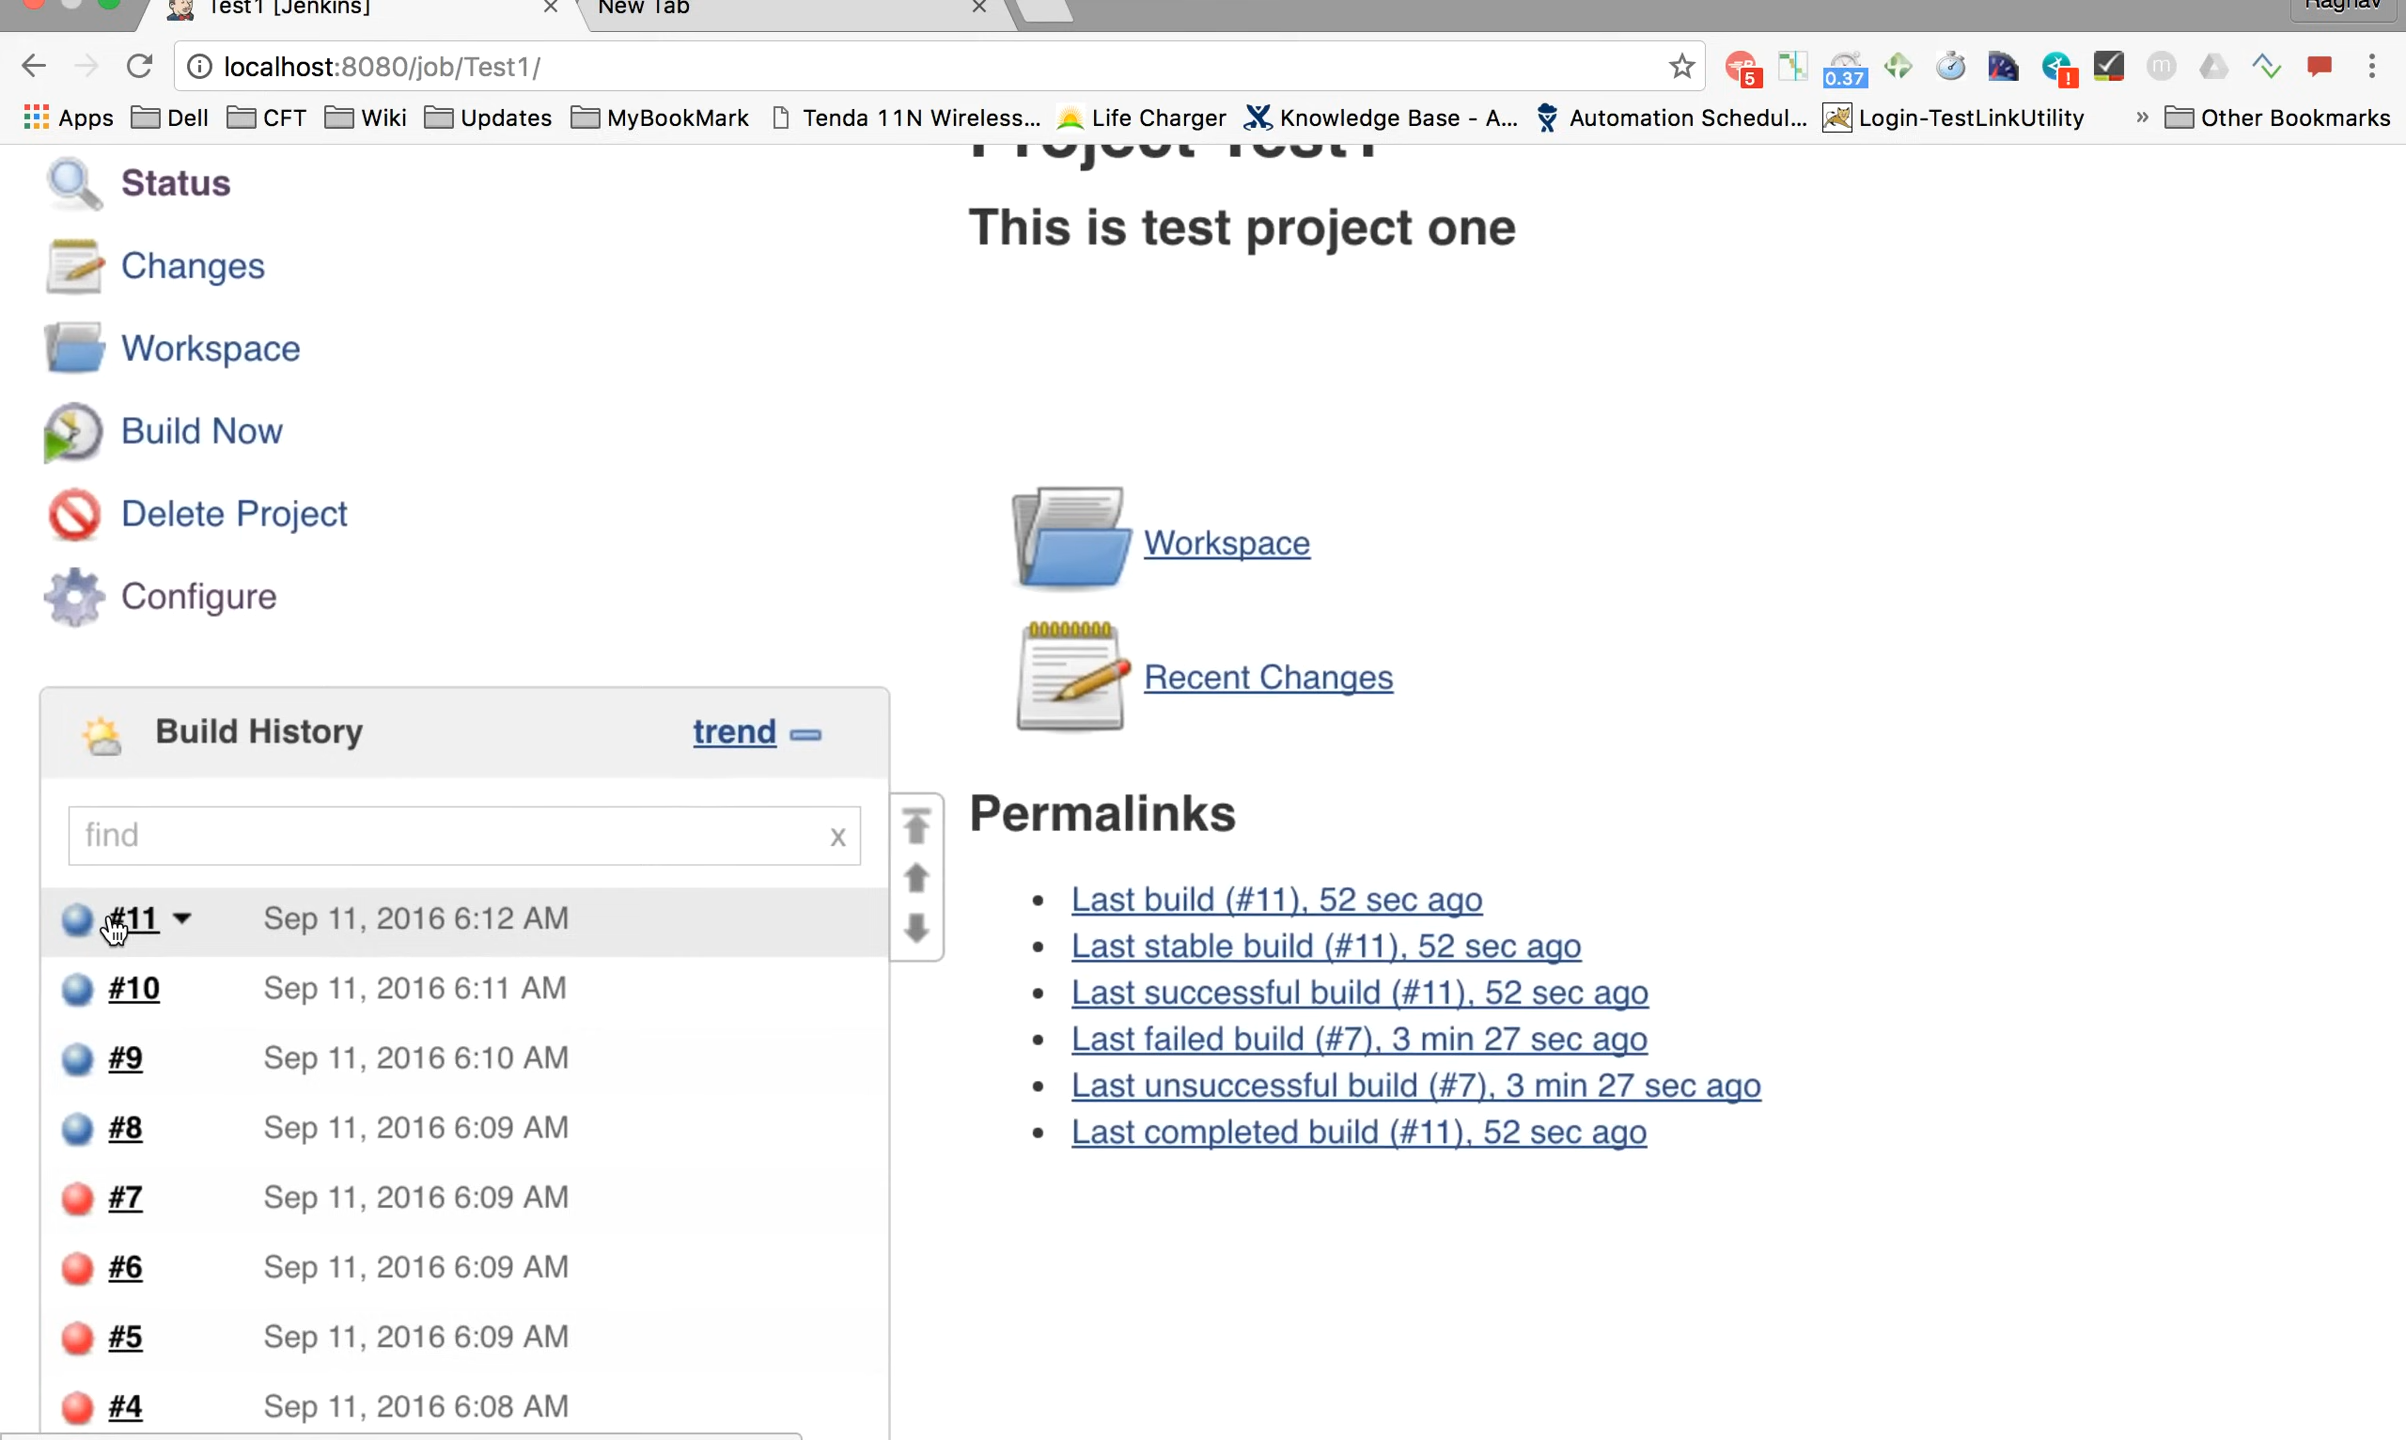 Test1 [Jenkins]
New Tab
Raghav
localhost:8080/job/Test1/
5
0.37
!
m
Apps Dell CFT Wiki Updates MyBookMark Tenda 11N Wireless... Life Charger Knowledge Base - A... Automation Schedul... Login-TestLinkUtility » Other Bookmarks
Project Test1
Status
This is test project one
Changes
Workspace
Build Now
Delete Project
Configure
Workspace
Recent Changes
Build History trend
find x
#11 Sep 11, 2016 6:12 AM
#10 Sep 11, 2016 6:11 AM
#9 Sep 11, 2016 6:10 AM
#8 Sep 11, 2016 6:09 AM
#7 Sep 11, 2016 6:09 AM
#6 Sep 11, 2016 6:09 AM
#5 Sep 11, 2016 6:09 AM
#4 Sep 11, 2016 6:08 AM
Permalinks
• Last build (#11), 52 sec ago
• Last stable build (#11), 52 sec ago
• Last successful build (#11), 52 sec ago
• Last failed build (#7), 3 min 27 sec ago
• Last unsuccessful build (#7), 3 min 27 sec ago
• Last completed build (#11), 52 sec ago